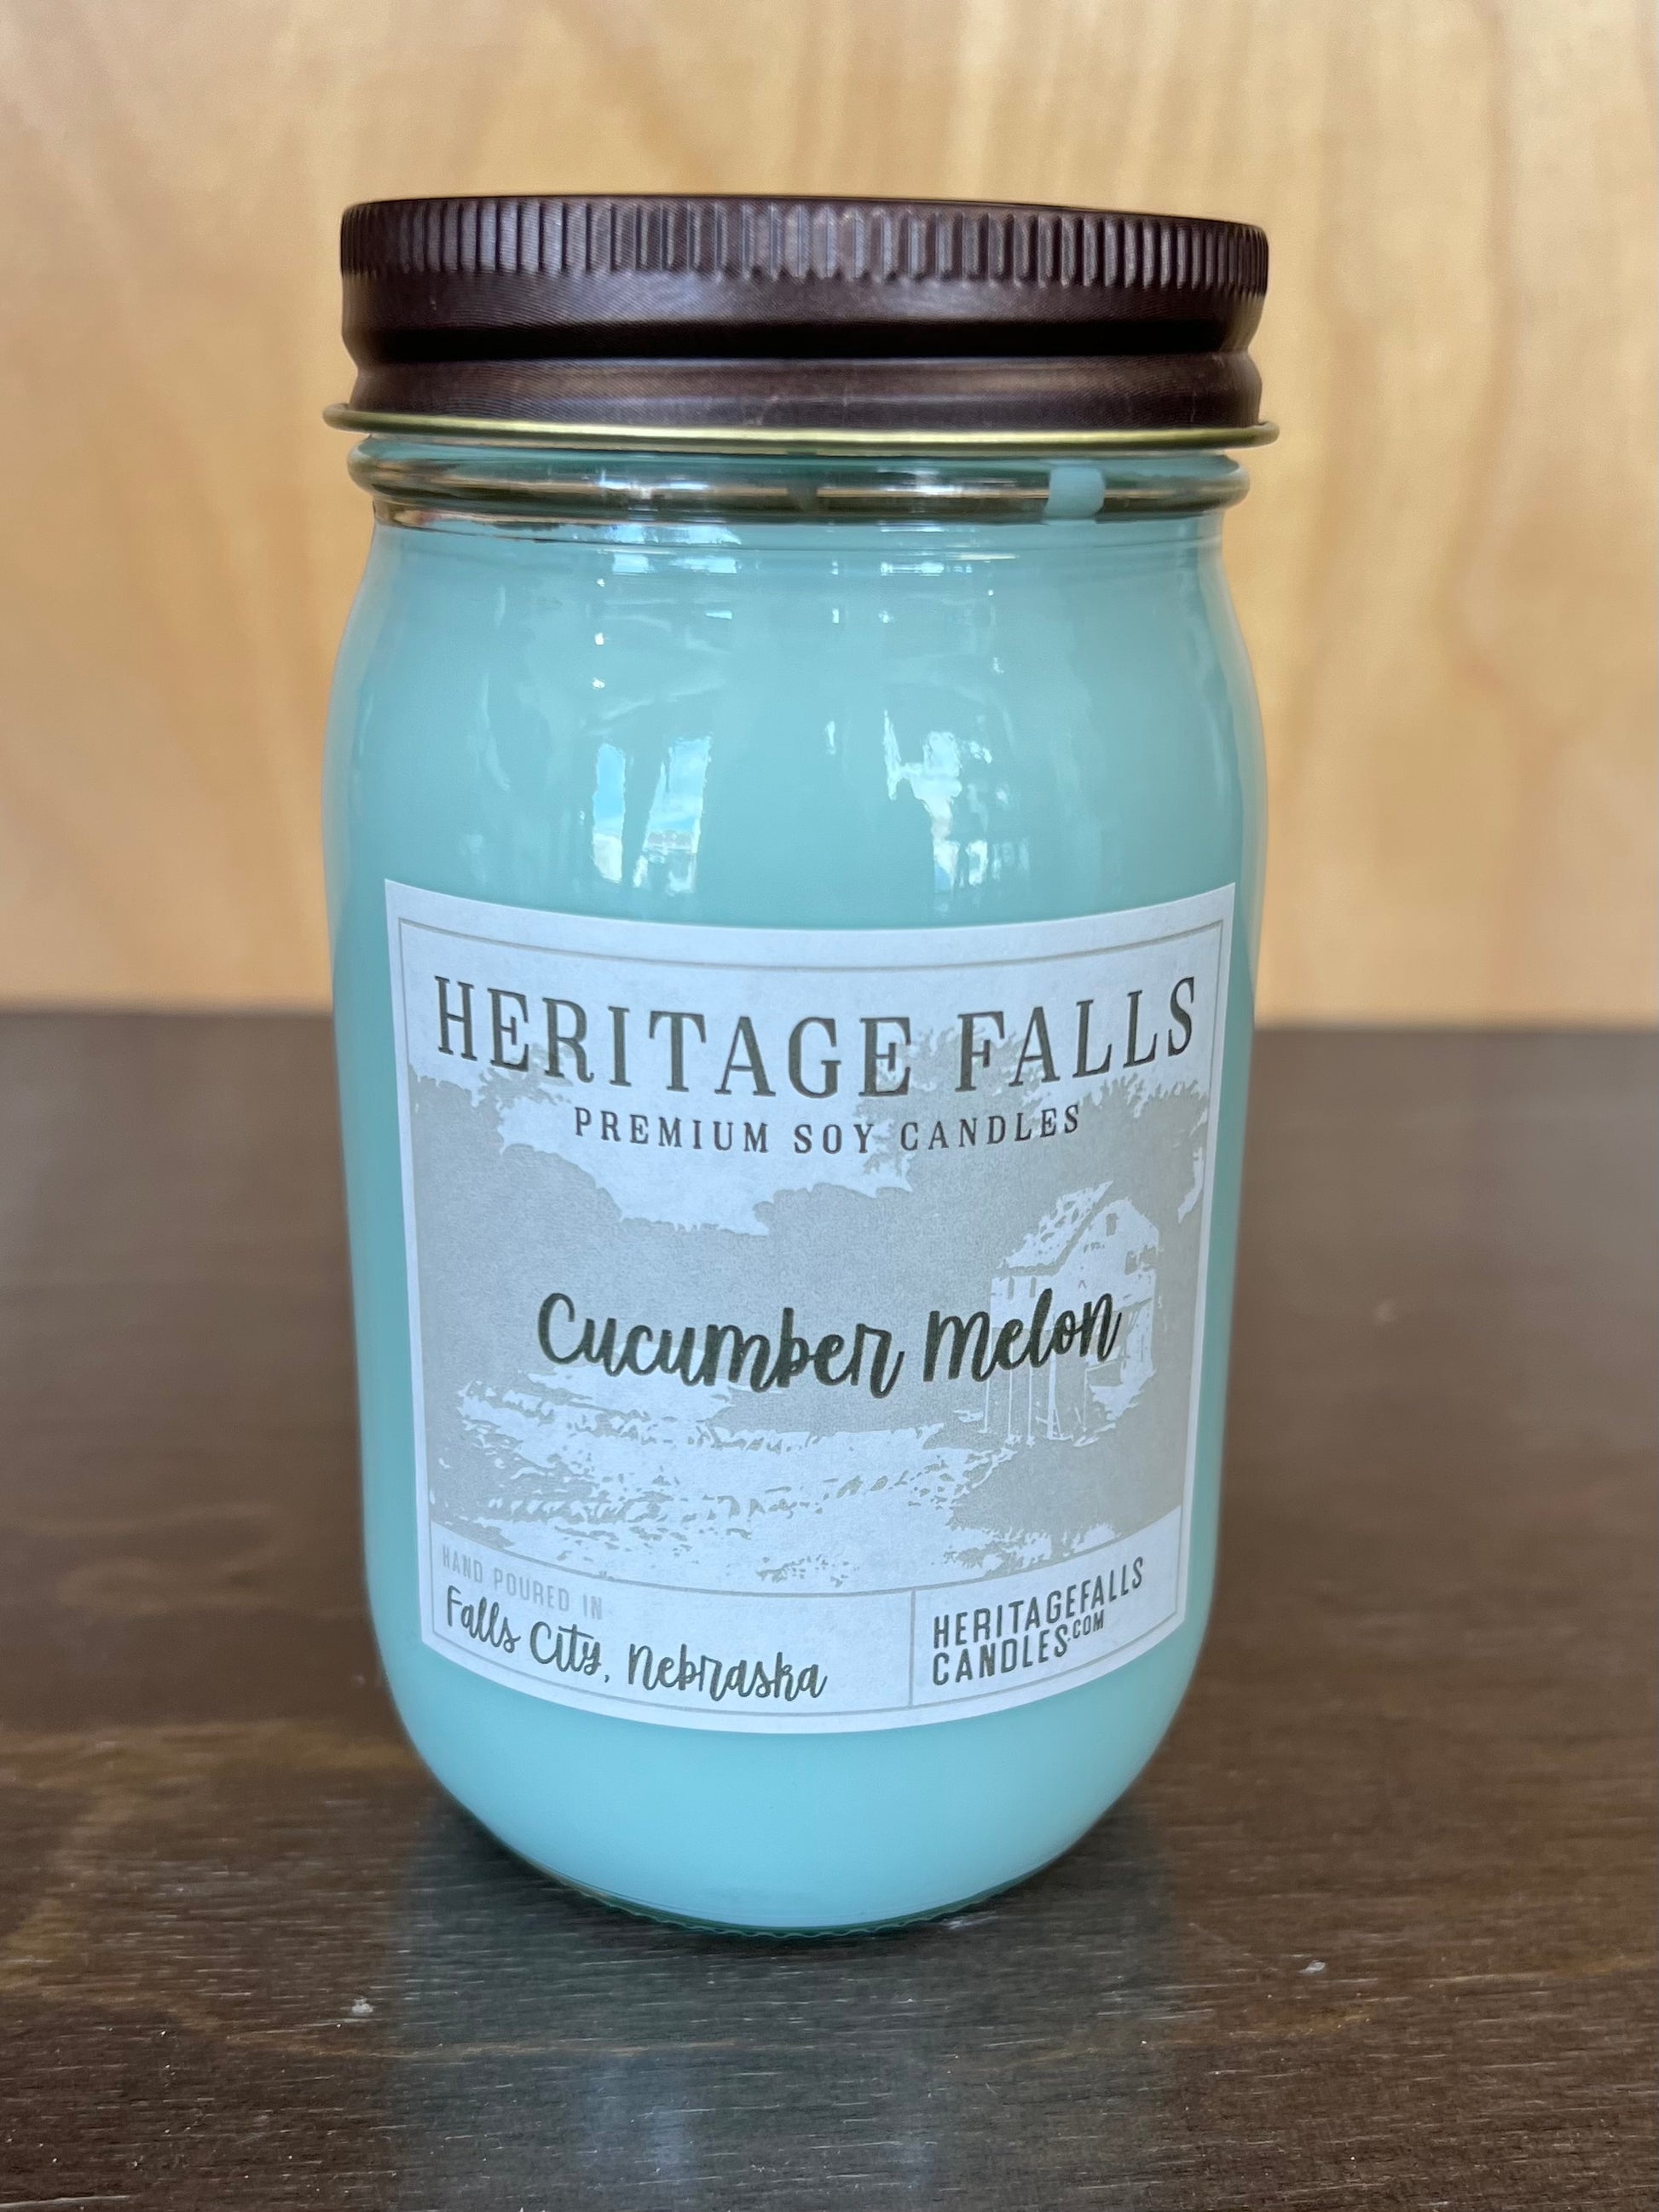 HERITAGE FALLS
PREMIUM SOY CANDLES
Cucumber Melon
HAND POURED IN
Falls City, Nebraska
HERITAGEFALLS
CANDLES.COM